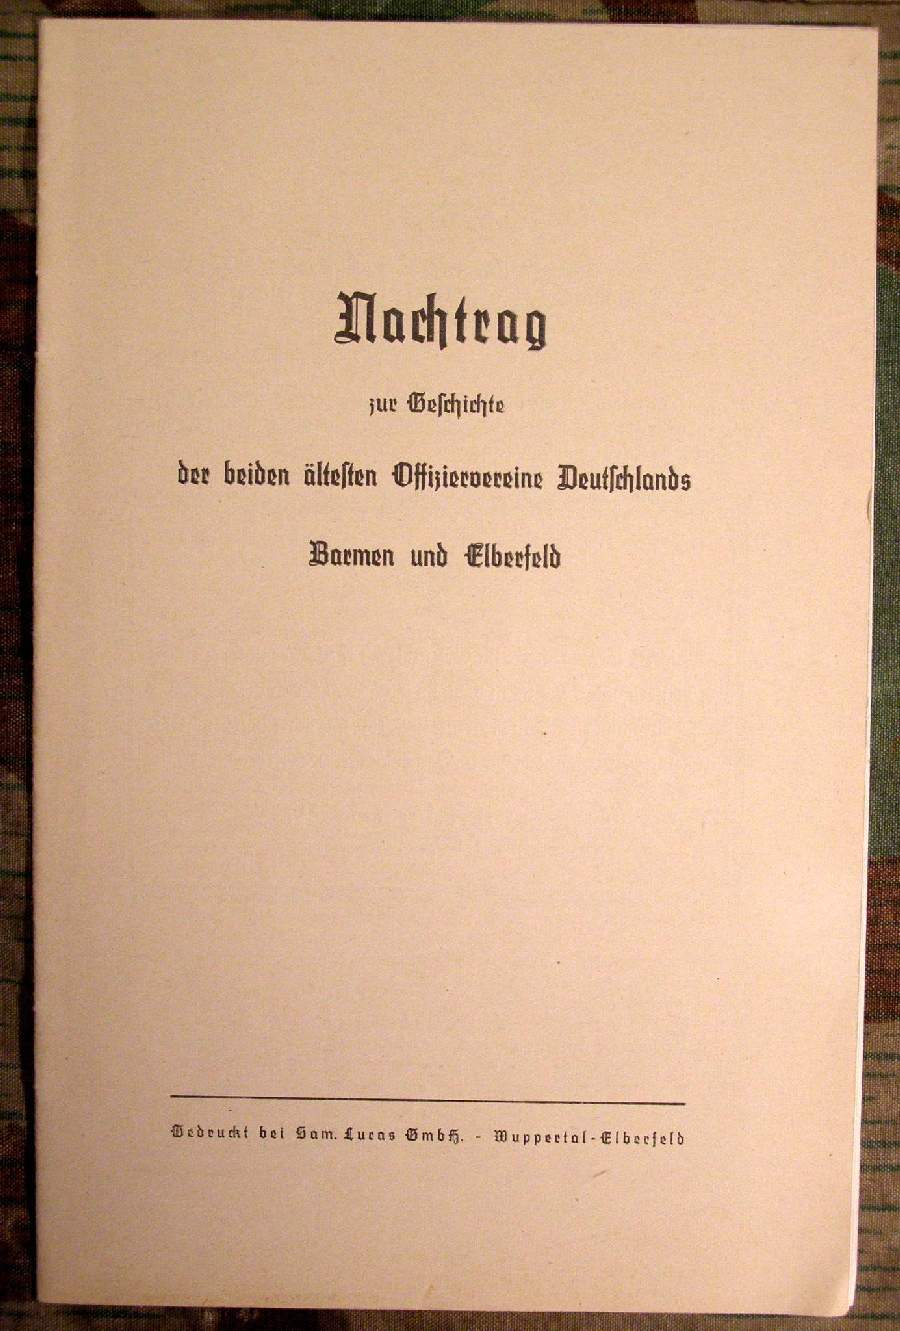 Nachtrag
zur Geschichte
der beiden ältesten Offiziervereine Deutschlands
Barmen und Elberfeld
Gedruckt bei Sam. Lucas GmbH. - Wuppertal-Elberfeld